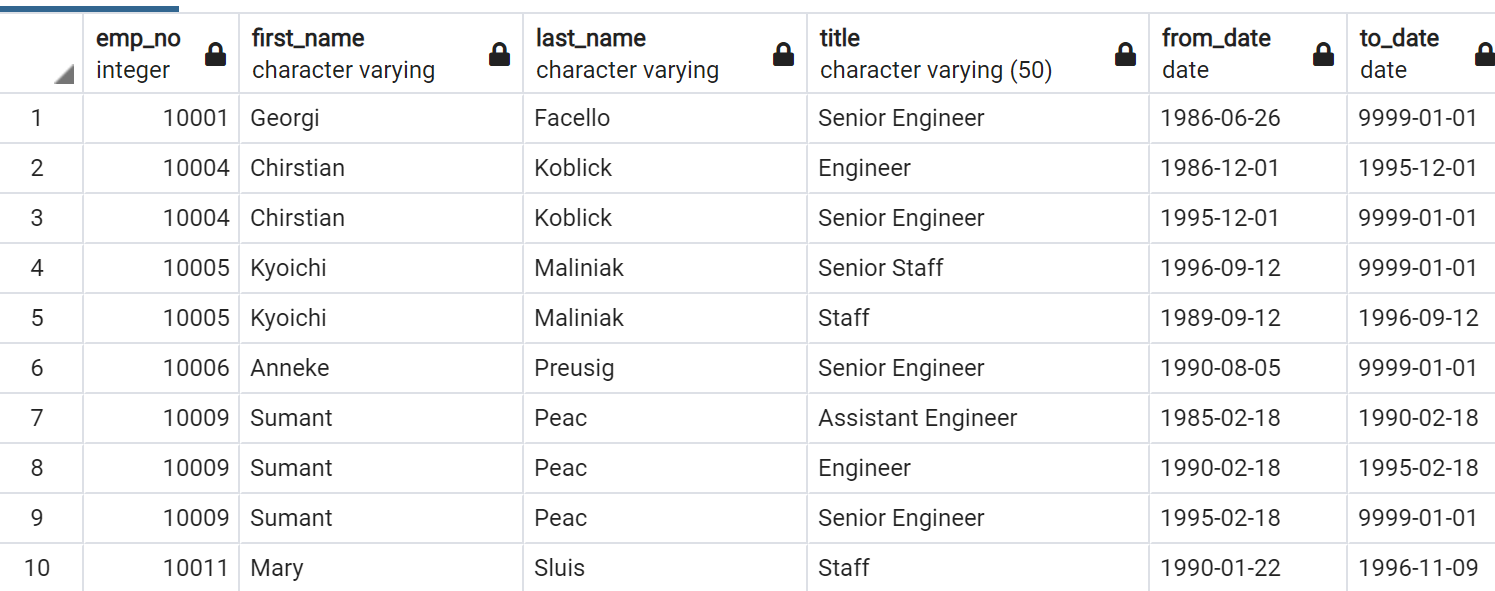 emp_no first_name last_name title from_date to_date
integer character varying character varying character varying (50) date date
1 10001 Georgi Facello Senior Engineer 1986-06-26 9999-01-01
2 10004 Chirstian Koblick Engineer 1986-12-01 1995-12-01
3 10004 Chirstian Koblick Senior Engineer 1995-12-01 9999-01-01
4 10005 Kyoichi Maliniak Senior Staff 1996-09-12 9999-01-01
5 10005 Kyoichi Maliniak Staff 1989-09-12 1996-09-12
6 10006 Anneke Preusig Senior Engineer 1990-08-05 9999-01-01
7 10009 Sumant Peac Assistant Engineer 1985-02-18 1990-02-18
8 10009 Sumant Peac Engineer 1990-02-18 1995-02-18
9 10009 Sumant Peac Senior Engineer 1995-02-18 9999-01-01
10 10011 Mary Sluis Staff 1990-01-22 1996-11-09